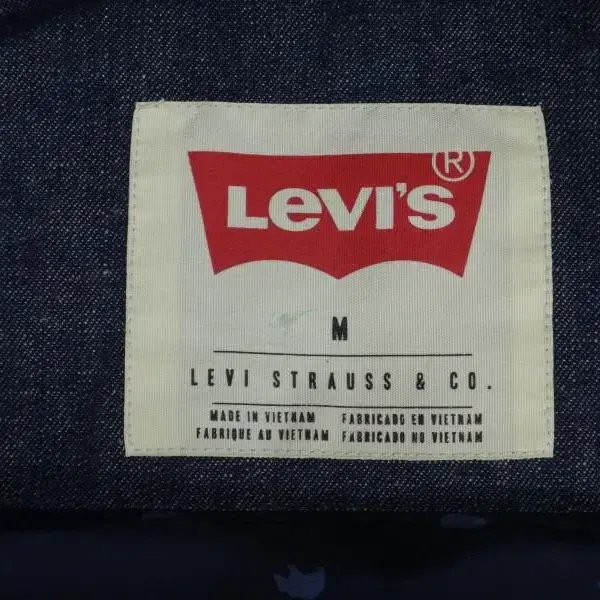 LEVI'S ®
M
LEVI STRAUSS & CO.
MADE IN VIETNAM FABRICADO EN VIETNAM
FABRIQUE AU VIETNAM FABRICADO NO VIETNAM